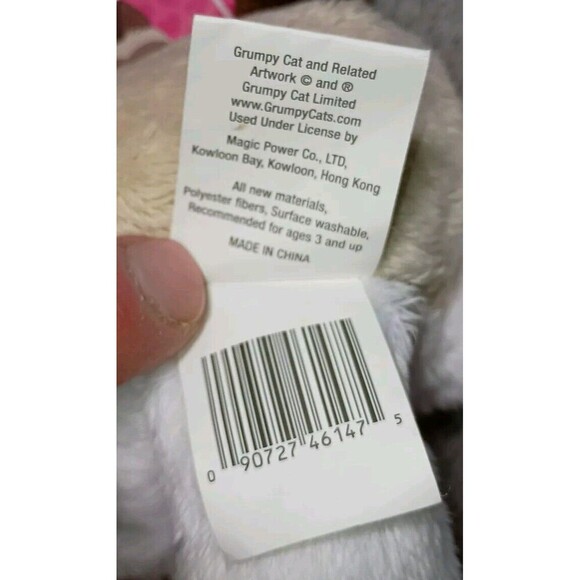 Grumpy Cat and Related
Artwork © and ®
Grumpy Cat Limited
www.GrumpyCats.com
Used Under License by
Magic Power Co., LTD,
Kowloon Bay, Kowloon, Hong Kong
All new materials,
Polyester fibers, Surface washable,
Recommended for ages 3 and up
MADE IN CHINA
0 90727 46147 5